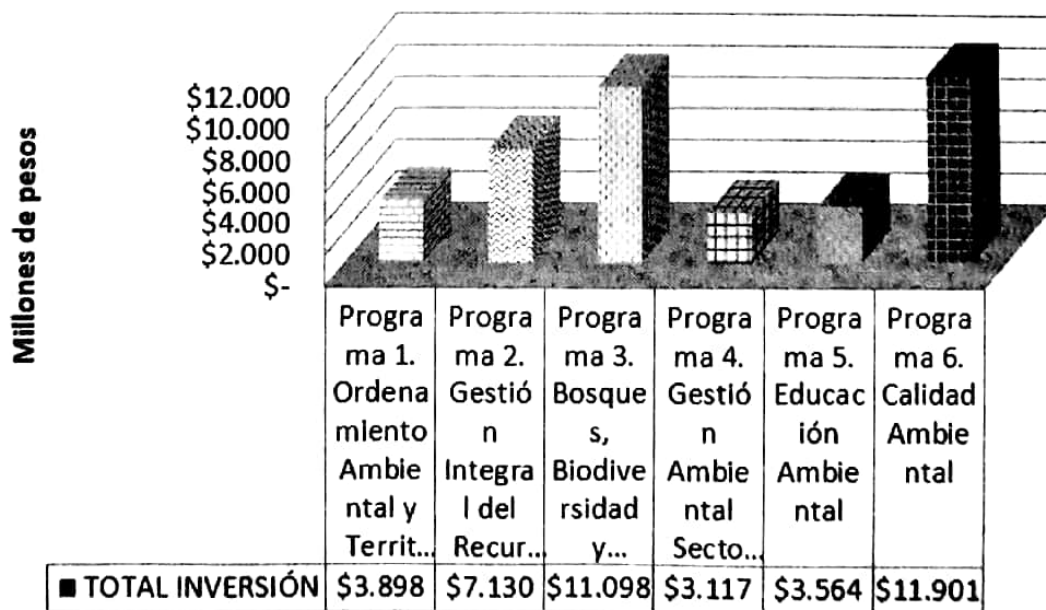 Millones de pesos
$12.000
$10.000
$8.000
$6.000
$4.000
$2.000
$-
Progra
ma 1.
Ordena
miento
Ambie
ntal y
Territ...
Progra
ma 2.
Gestió
n
Integra
l del
Recur...
Progra
ma 3.
Bosque
s,
Biodive
rsidad
y...
Progra
ma 4.
Gestió
n
Ambie
ntal
Secto...
Progra
ma 5.
Educac
ión
Ambie
ntal
Progra
ma 6.
Calidad
Ambie
ntal
■ TOTAL INVERSIÓN $3.898 $7.130 $11.098 $3.117 $3.564 $11.901